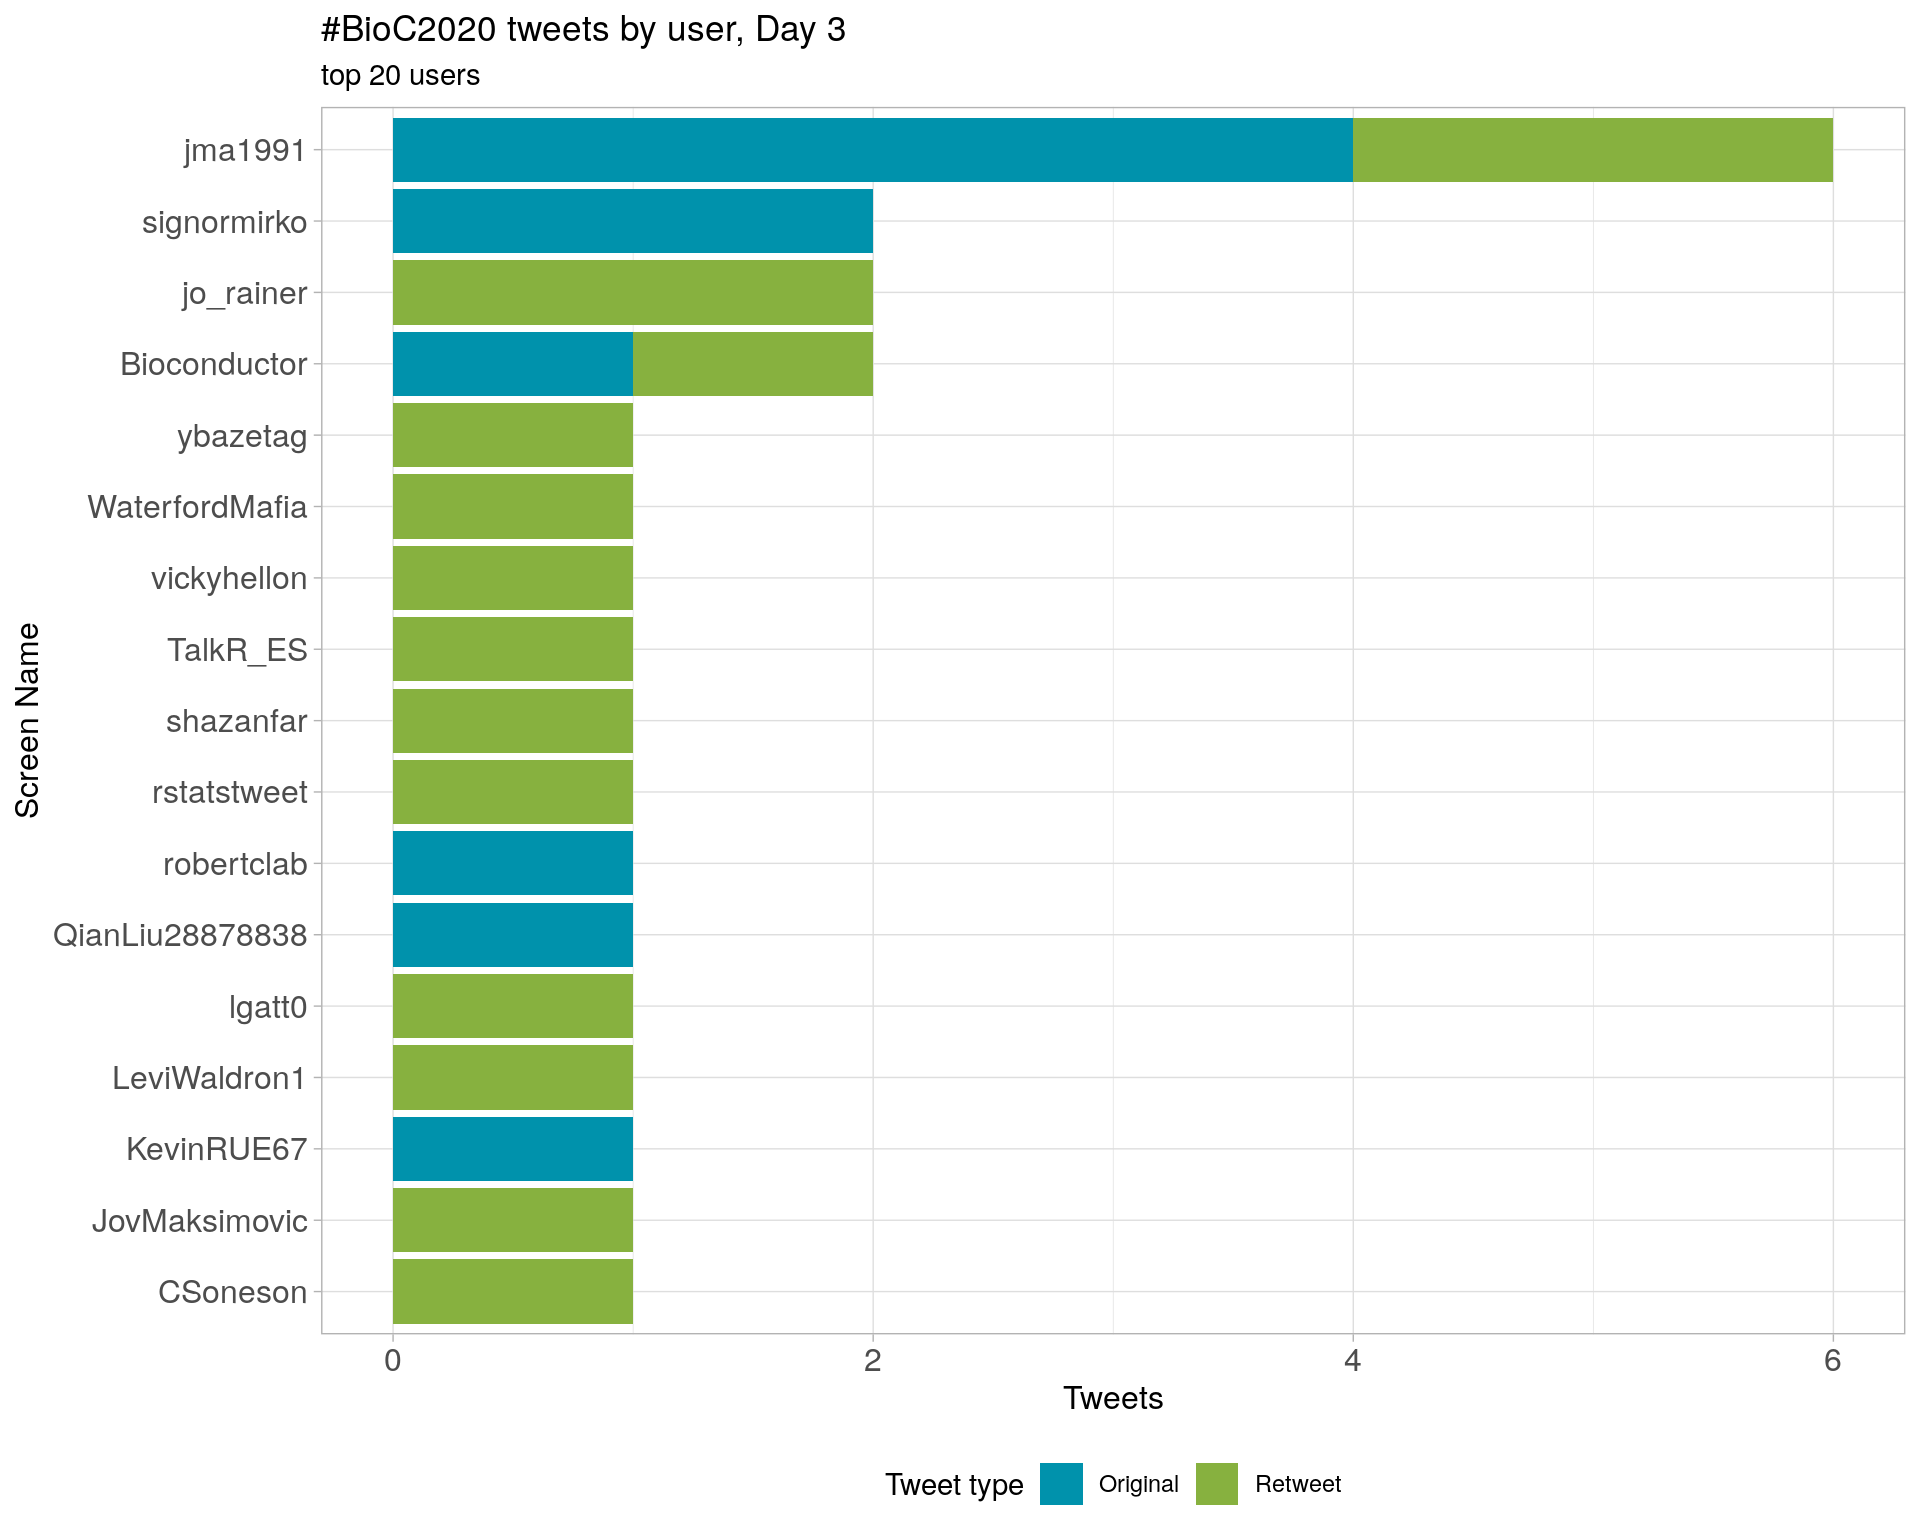 #BioC2020 tweets by user, Day 3
top 20 users
jma1991
signormirko
jo_rainer
Bioconductor
ybazetag
WaterfordMafia
vickyhellon
TalkR_ES
shazanfar
rstatstweet
robertclab
QianLiu28878838
lgatt0
LeviWaldron1
KevinRUE67
JovMaksimovic
CSoneson
Screen Name
0 2 4 6
Tweets
Tweet type Original Retweet